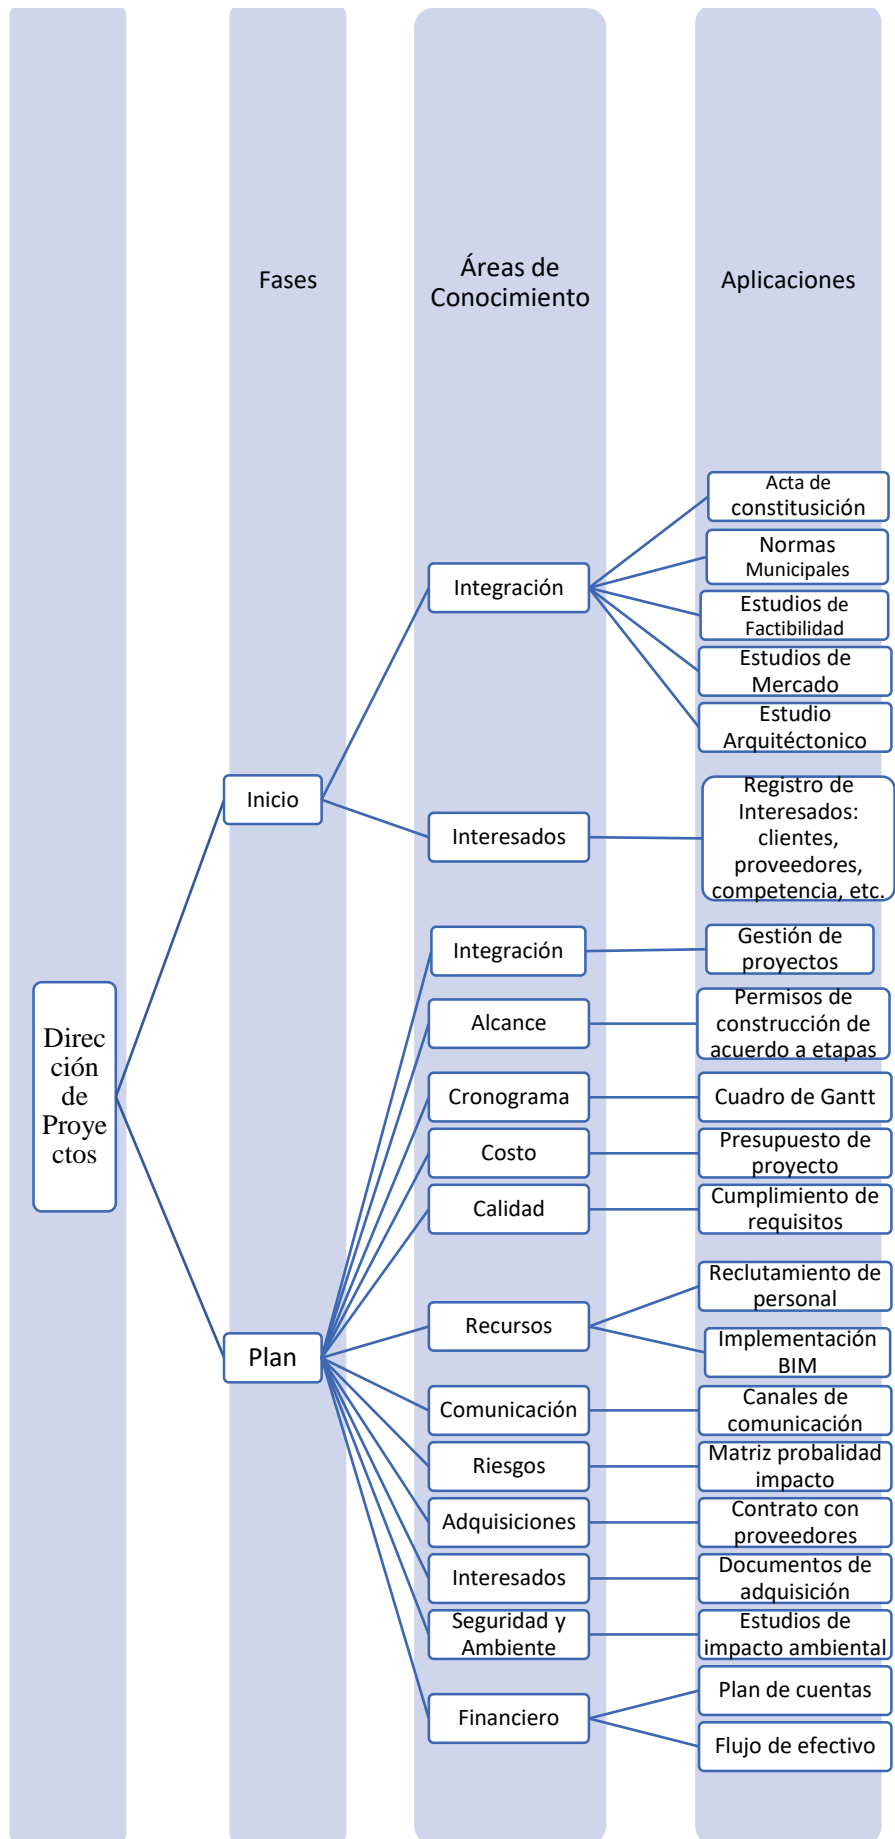 Fases
Áreas de
Conocimiento
Aplicaciones
Direc
ción
de
Proye
ctos
Inicio
Integración
Acta de
constitusición
Normas
Municipales
Estudios de
Factibilidad
Estudios de
Mercado
Estudio
Arquitéctonico
Interesados
Registro de
Interesados:
clientes,
proveedores,
competencia, etc.
Plan
Integración
Gestión de
proyectos
Alcance
Permisos de
construcción de
acuerdo a etapas
Cronograma
Cuadro de Gantt
Costo
Presupuesto de
proyecto
Calidad
Cumplimiento de
requisitos
Recursos
Reclutamiento de
personal
Implementación
BIM
Comunicación
Canales de
comunicación
Riesgos
Matriz probalidad
impacto
Adquisiciones
Contrato con
proveedores
Interesados
Documentos de
adquisición
Seguridad y
Ambiente
Estudios de
impacto ambiental
Financiero
Plan de cuentas
Flujo de efectivo